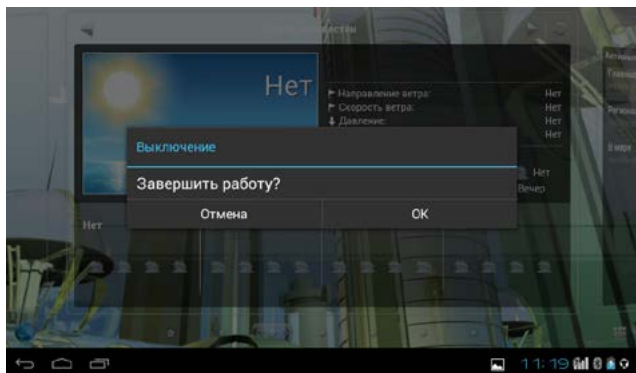 Нет
Направление ветра: Нет
Скорость ветра: Нет
Давление: Нет
Нет
Выключение
Завершить работу?
Отмена OK
Нет
Вечер
Нет
11:19